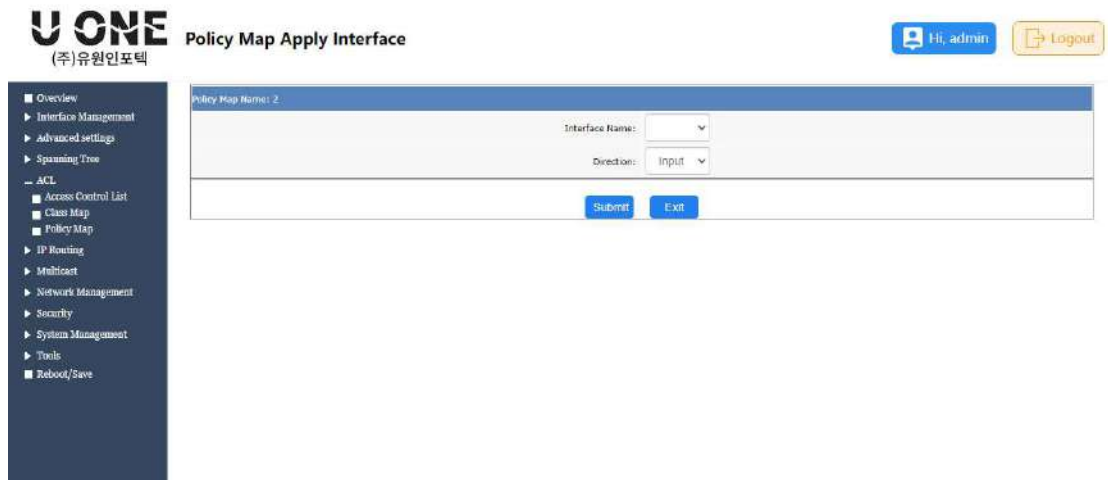 U ONE
(주)유원인포텍
Policy Map Apply Interface
Hi, admin
Logout
Overview
Interface Management
Advanced settings
Spanning Tree
ACL
Access Control List
Class Map
Policy Map
IP Routing
Multicast
Network Management
Security
System Management
Tools
Reboot/Save
Policy Map Name: 2
Interface Name:
Direction: Input
Submit Exit